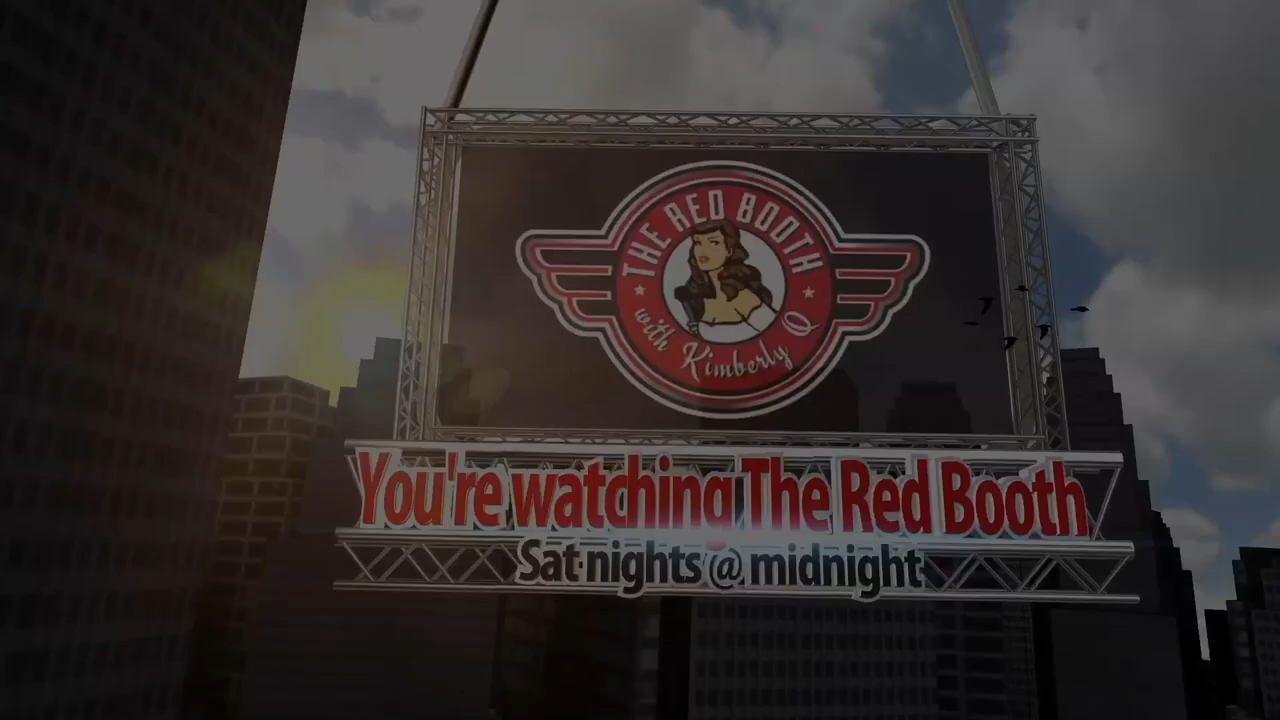 THE RED BOOTH
with Kimberly Q
You're watching The Red Booth
Sat nights @ midnight